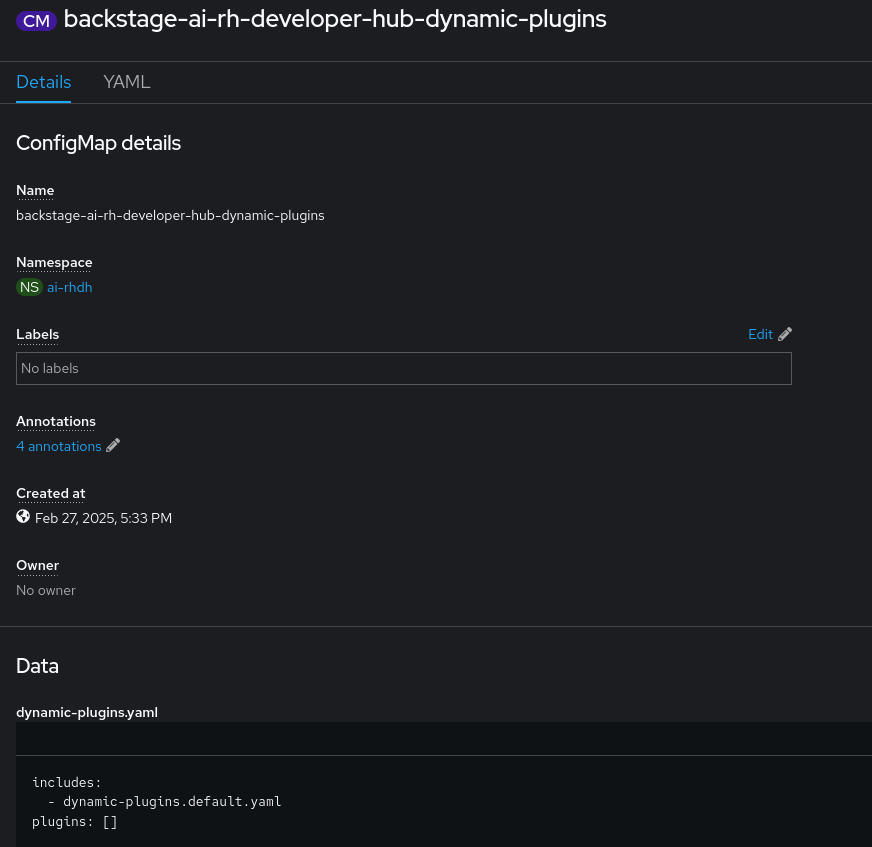 CM backstage-ai-rh-developer-hub-dynamic-plugins
Details YAML
ConfigMap details
Name
backstage-ai-rh-developer-hub-dynamic-plugins
Namespace
NS ai-rhdh
Labels Edit
No labels
Annotations
4 annotations
Created at
Feb 27, 2025, 5:33 PM
Owner
No owner
Data
dynamic-plugins.yaml
includes:
  - dynamic-plugins.default.yaml
plugins: []